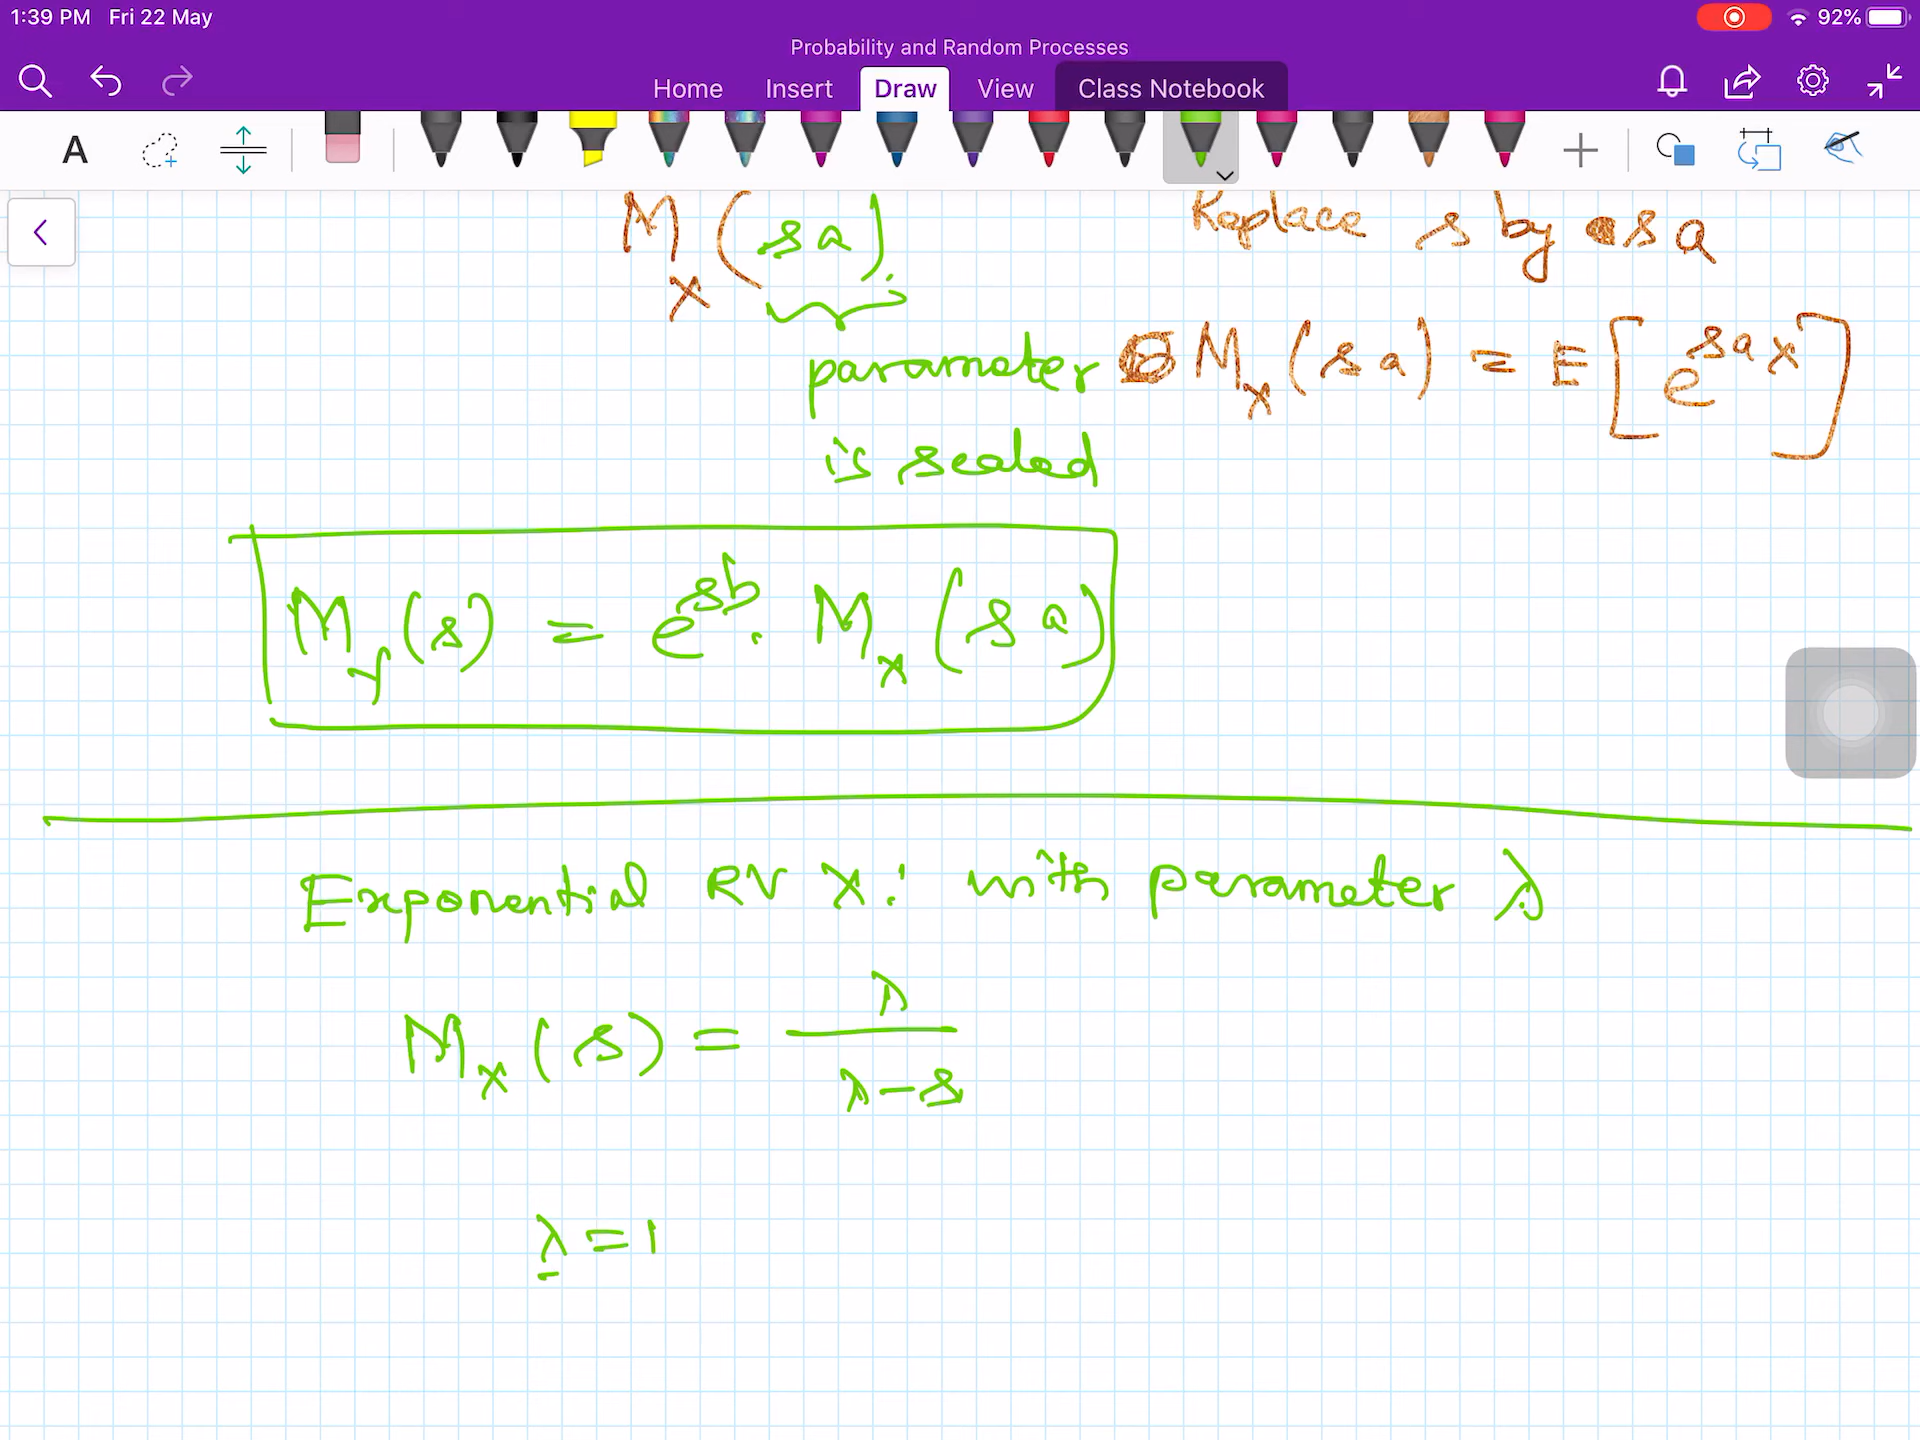 1:39 PM Fri 22 May
92%
Probability and Random Processes
Home Insert Draw View Class Notebook
A
M_X (sa). Replace s by sa
parameter M_X (sa) = E[e^{sax}]
is scaled
M_Y (s) = e^{sb} . M_X (sa)
Exponential RV X: with parameter λ
M_X (s) = λ / (λ-s)
λ = 1